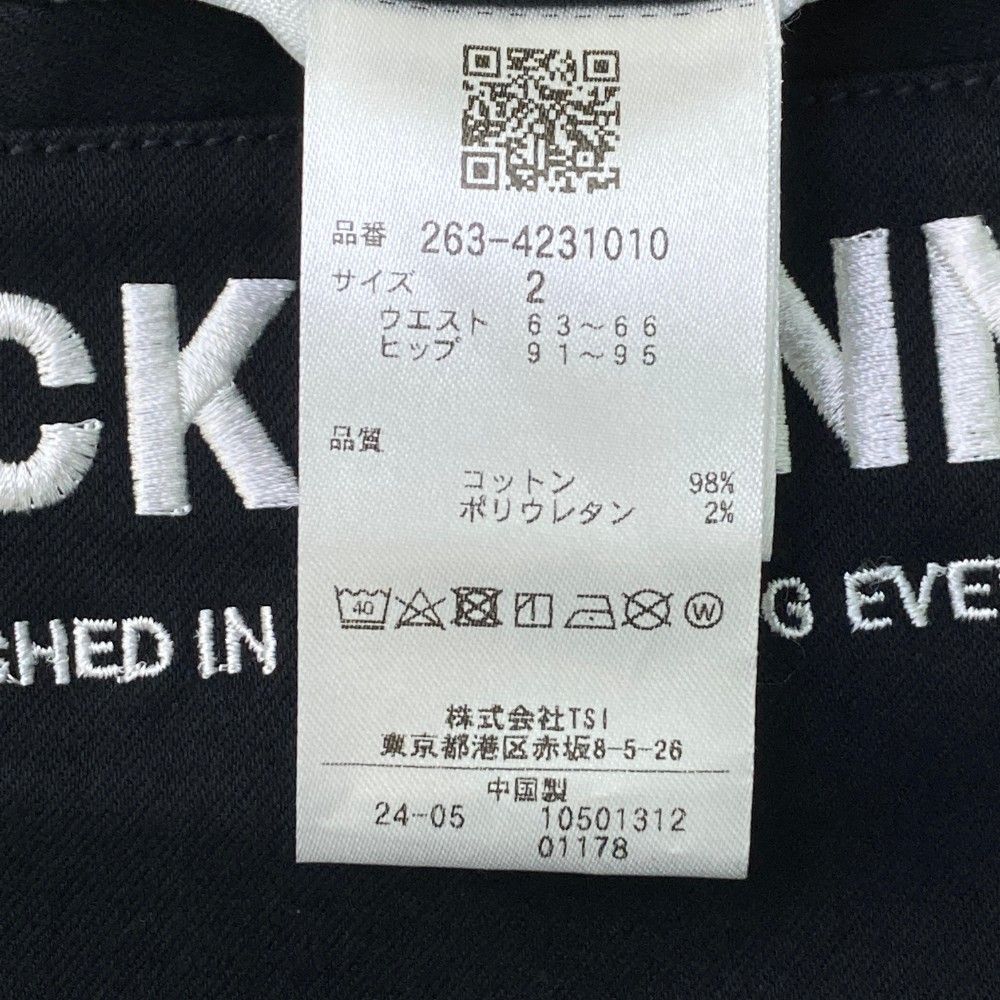 品番 263-4231010
サイズ 2
ウエスト 63～66
ヒップ 91～95
品質
コットン 98%
ポリウレタン 2%
40
W
株式会社TSI
東京都港区赤坂8-5-26
中国製
24-05 10501312
01178
CK
NN
CHED IN
G EVE